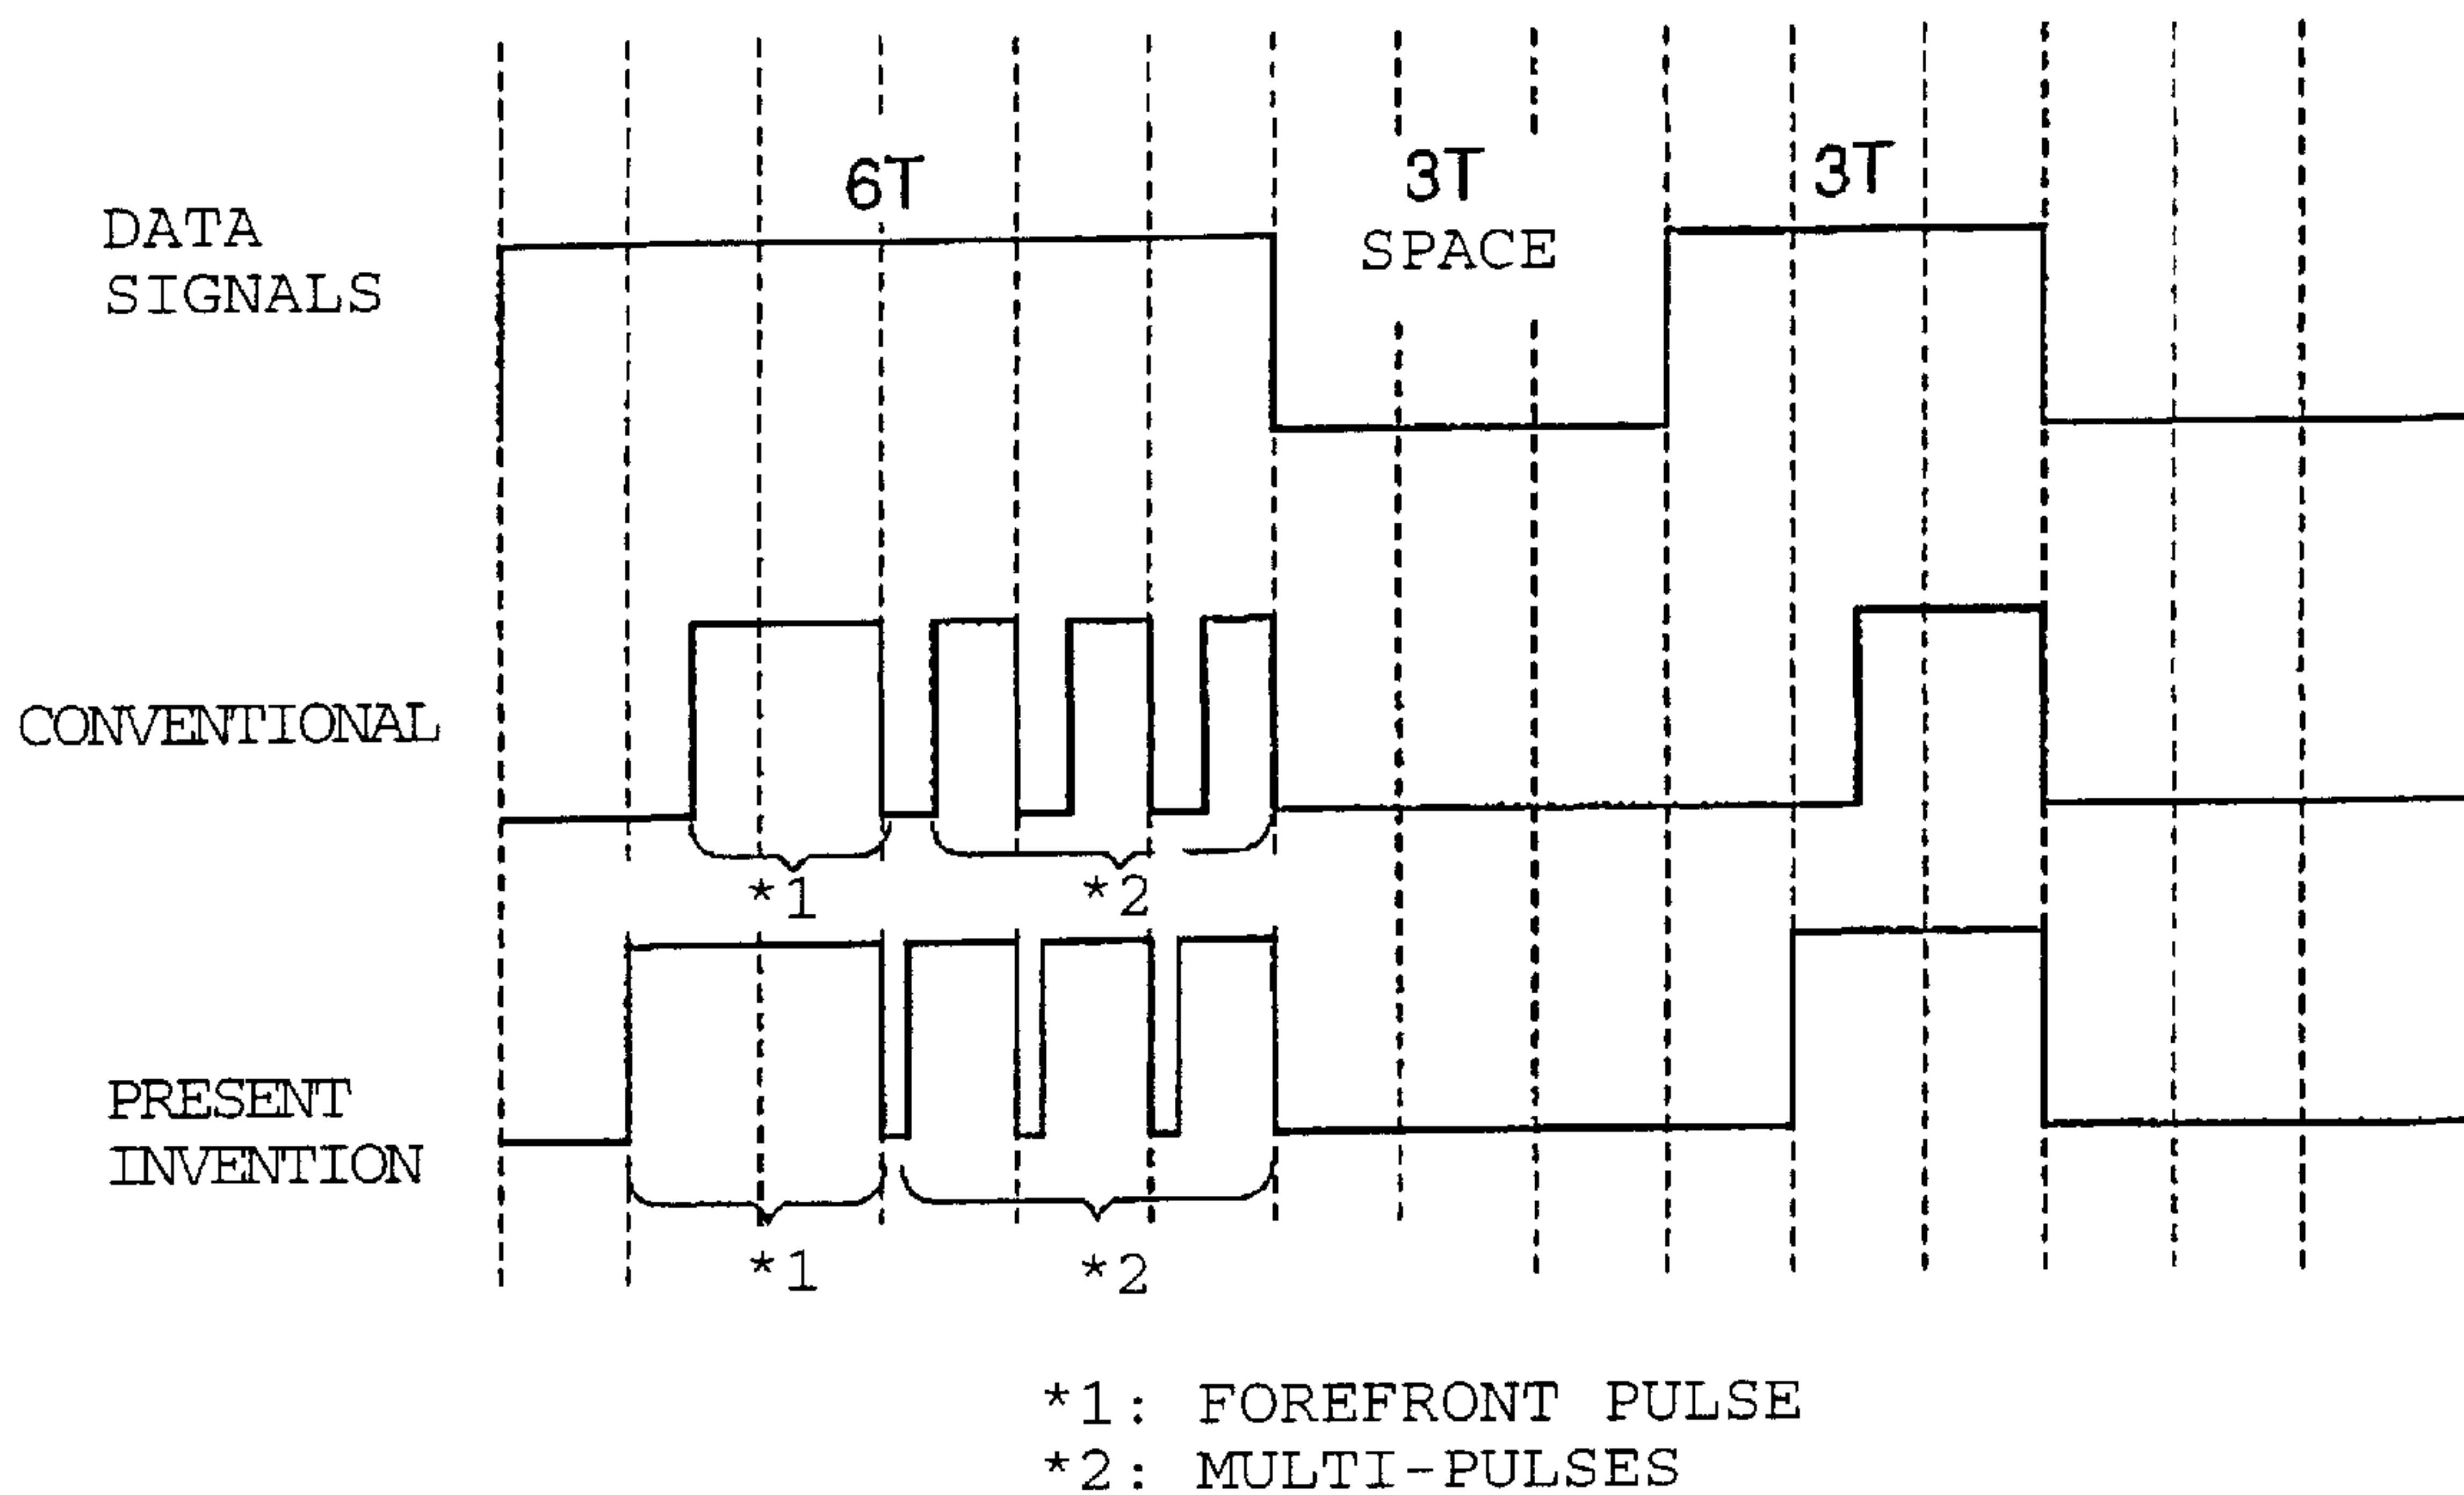 6T
3T
SPACE
3T
DATA
SIGNALS
CONVENTIONAL
*1
*2
PRESENT
INVENTION
*1
*2
*1: FOREFRONT PULSE
*2: MULTI-PULSES